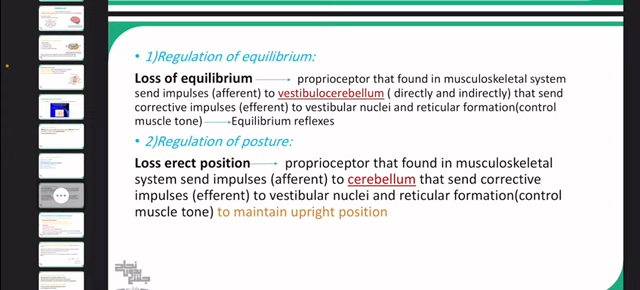 1)Regulation of equilibrium:
Loss of equilibrium proprioceptor that found in musculoskeletal system
send impulses (afferent) to vestibulocerebellum ( directly and indirectly) that send
corrective impulses (efferent) to vestibular nuclei and reticular formation(control
muscle tone) Equilibrium reflexes
2)Regulation of posture:
Loss erect position proprioceptor that found in musculoskeletal
system send impulses (afferent) to cerebellum that send corrective
impulses (efferent) to vestibular nuclei and reticular formation(control
muscle tone) to maintain upright position